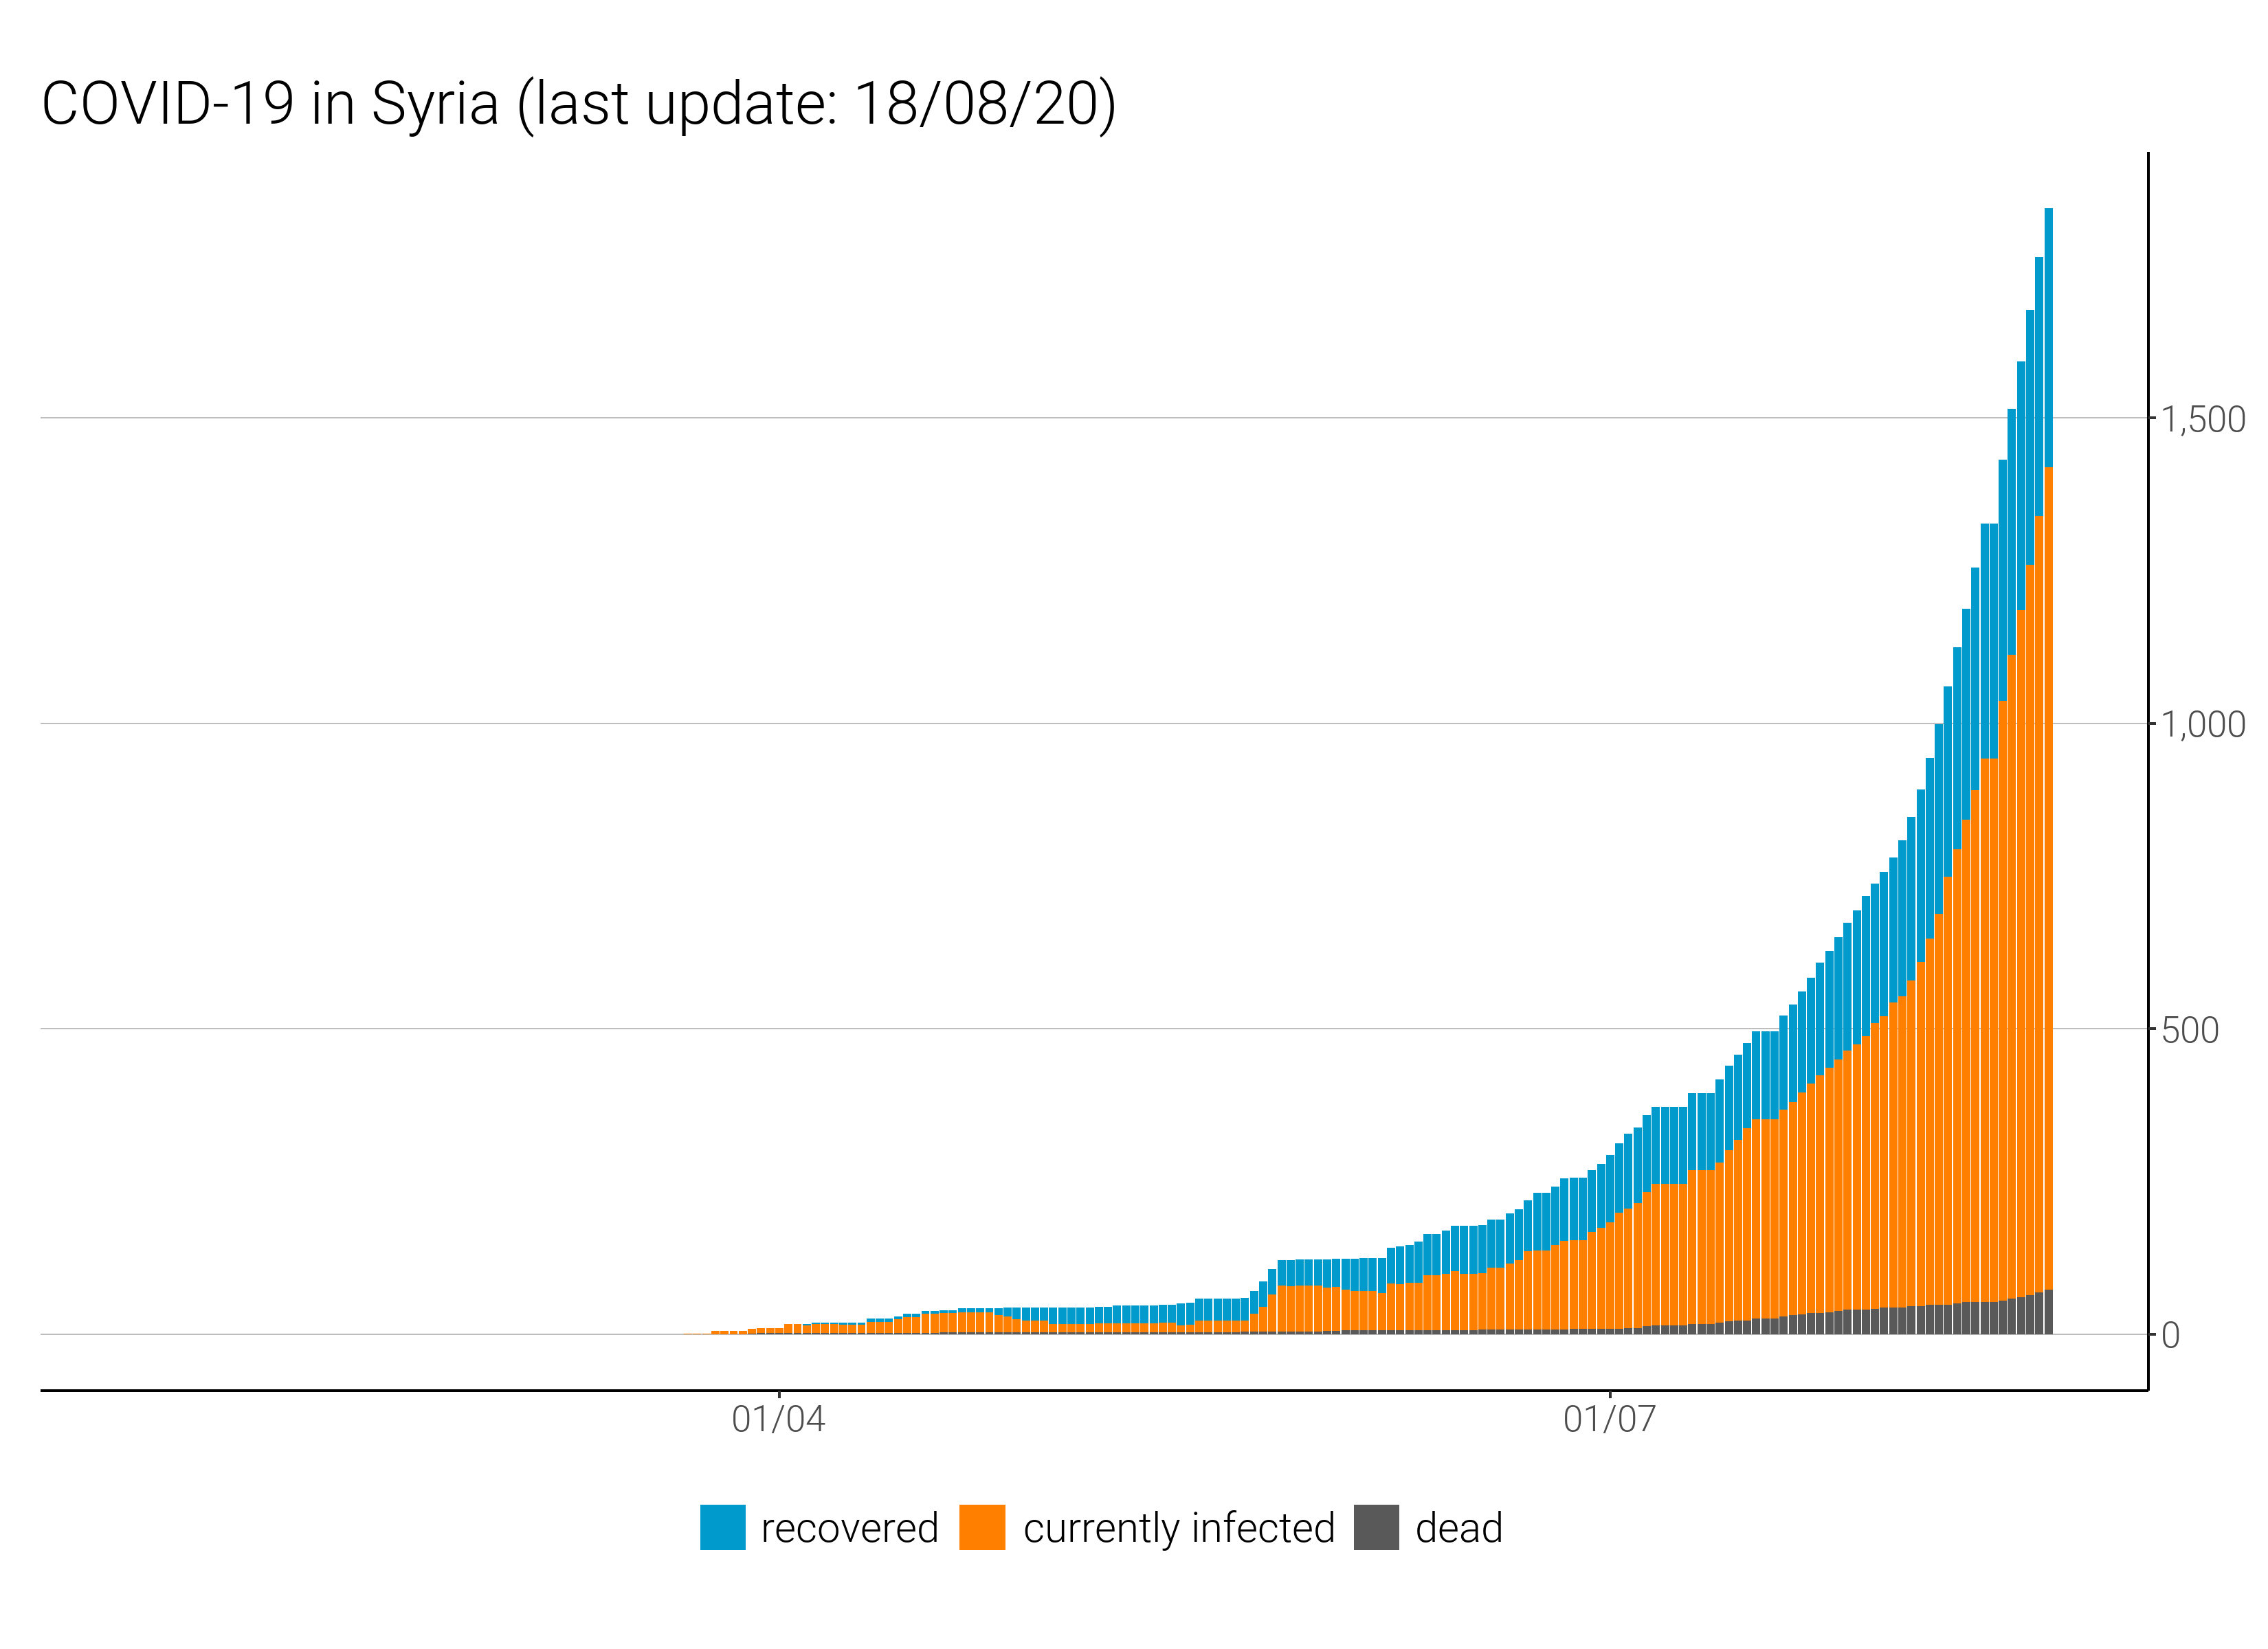 COVID-19 in Syria (last update: 18/08/20)
1,500
1,000
500
0
01/04 01/07
recovered currently infected dead